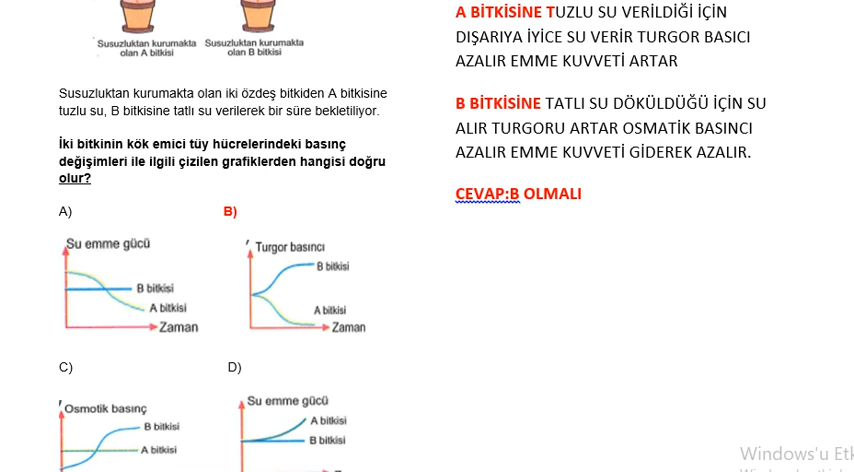 Susuzluktan kurumakta olan A bitkisi
Susuzluktan kurumakta olan B bitkisi
Susuzluktan kurumakta olan iki özdeş bitkiden A bitkisine
tuzlu su, B bitkisine tatlı su verilerek bir süre bekletiliyor.
İki bitkinin kök emici tüy hücrelerindeki basınç
değişimleri ile ilgili çizilen grafiklerden hangisi doğru
olur?
A)
Su emme gücü
B bitkisi
A bitkisi
Zaman
B)
Turgor basıncı
B bitkisi
A bitkisi
Zaman
C)
Osmotik basınç
B bitkisi
A bitkisi
D)
Su emme gücü
A bitkisi
B bitkisi
A BİTKİSİNE TUZLU SU VERİLDİĞİ İÇİN
DIŞARIYA İYİCE SU VERİR TURGOR BASICI
AZALIR EMME KUVVETİ ARTAR
B BİTKİSİNE TATLI SU DÖKÜLDÜĞÜ İÇİN SU
ALIR TURGORU ARTAR OSMATİK BASINCI
AZALIR EMME KUVVETİ GİDEREK AZALIR.
CEVAP:B OLMALI
Windows'u Etk